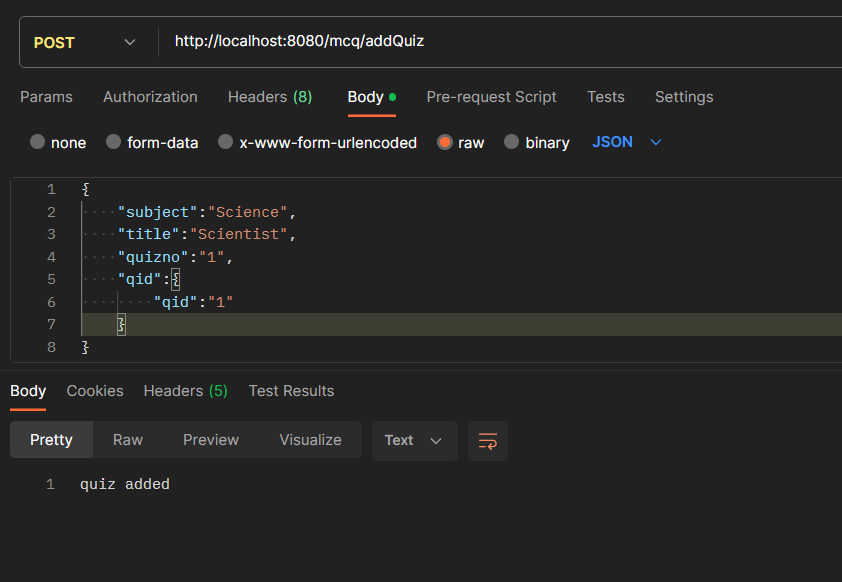 POST http://localhost:8080/mcq/addQuiz
Params Authorization Headers (8) Body Pre-request Script Tests Settings
none form-data x-www-form-urlencoded raw binary JSON
1 {
2 "subject":"Science",
3 "title":"Scientist",
4 "quizno":"1",
5 "qid":{
6 "qid":"1"
7 }
8 }
Body Cookies Headers (5) Test Results
Pretty Raw Preview Visualize Text
1 quiz added